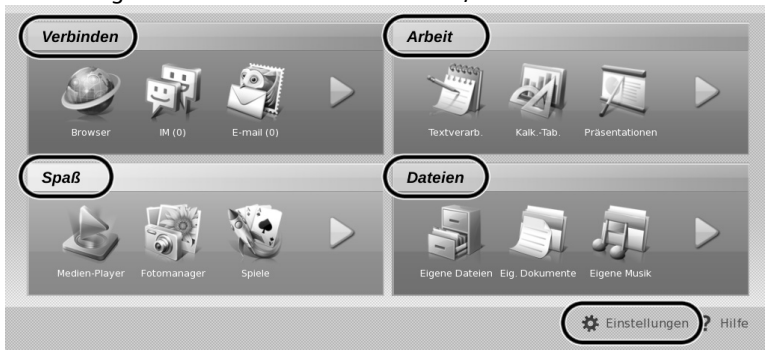 Verbinden
Browser IM (0) E-mail (0)
Arbeit
Textverarb. Kalk.-Tab. Präsentationen
Spaß
Medien-Player Fotomanager Spiele
Dateien
Eigene Dateien Eig. Dokumente Eigene Musik
Einstellungen ? Hilfe